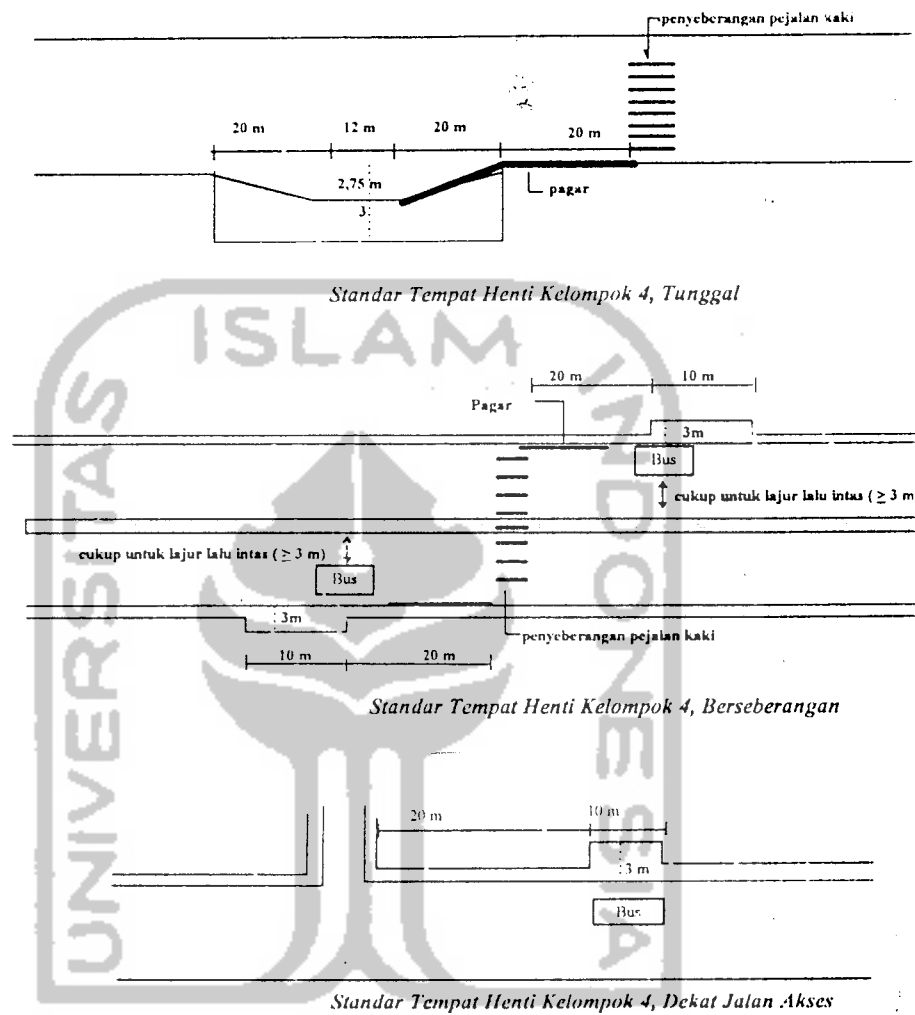 penyeberangan pejalan kaki
20 m 12 m 20 m 20 m
2,75 m
3
pagar
Standar Tempat Henti Kelompok 4, Tunggal
ISLAM
UNIVERSITAS
INDONESIA
20 m 10 m
Pagar
3m
Bus
cukup untuk lajur lalu intas ( ≥ 3 m
cukup untuk lajur lalu intas ( ≥ 3 m)
Bus
3m
penyeberangan pejalan kaki
10 m 20 m
Standar Tempat Henti Kelompok 4, Berseberangan
20 m 10 m
3 m
Bus
Standar Tempat Henti Kelompok 4, Dekat Jalan Akses